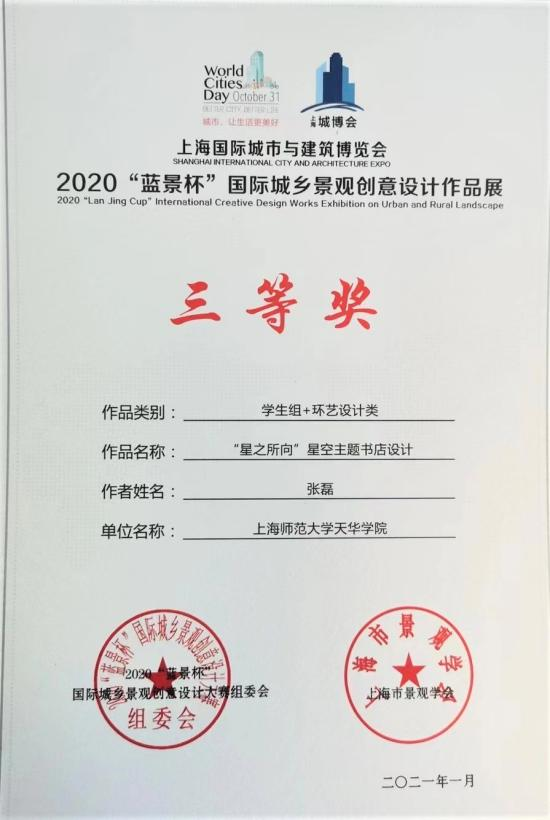 World
Cities
Day October 31
BETTER CITY, BETTER LIFE
城市，让生活更美好
上海 城博会
上海国际城市与建筑博览会
SHANGHAI INTERNATIONAL CITY AND ARCHITECTURE EXPO
2020“蓝景杯”国际城乡景观创意设计作品展
2020 “Lan Jing Cup” International Creative Design Works Exhibition on Urban and Rural Landscape
三等奖
作品类别： 学生组+环艺设计类
作品名称： “星之所向”星空主题书店设计
作者姓名： 张磊
单位名称： 上海师范大学天华学院
2020“蓝景杯”
国际城乡景观创意设计大赛组委会
组委会
上海市景观学会
上海市景观学会
二〇二一年一月